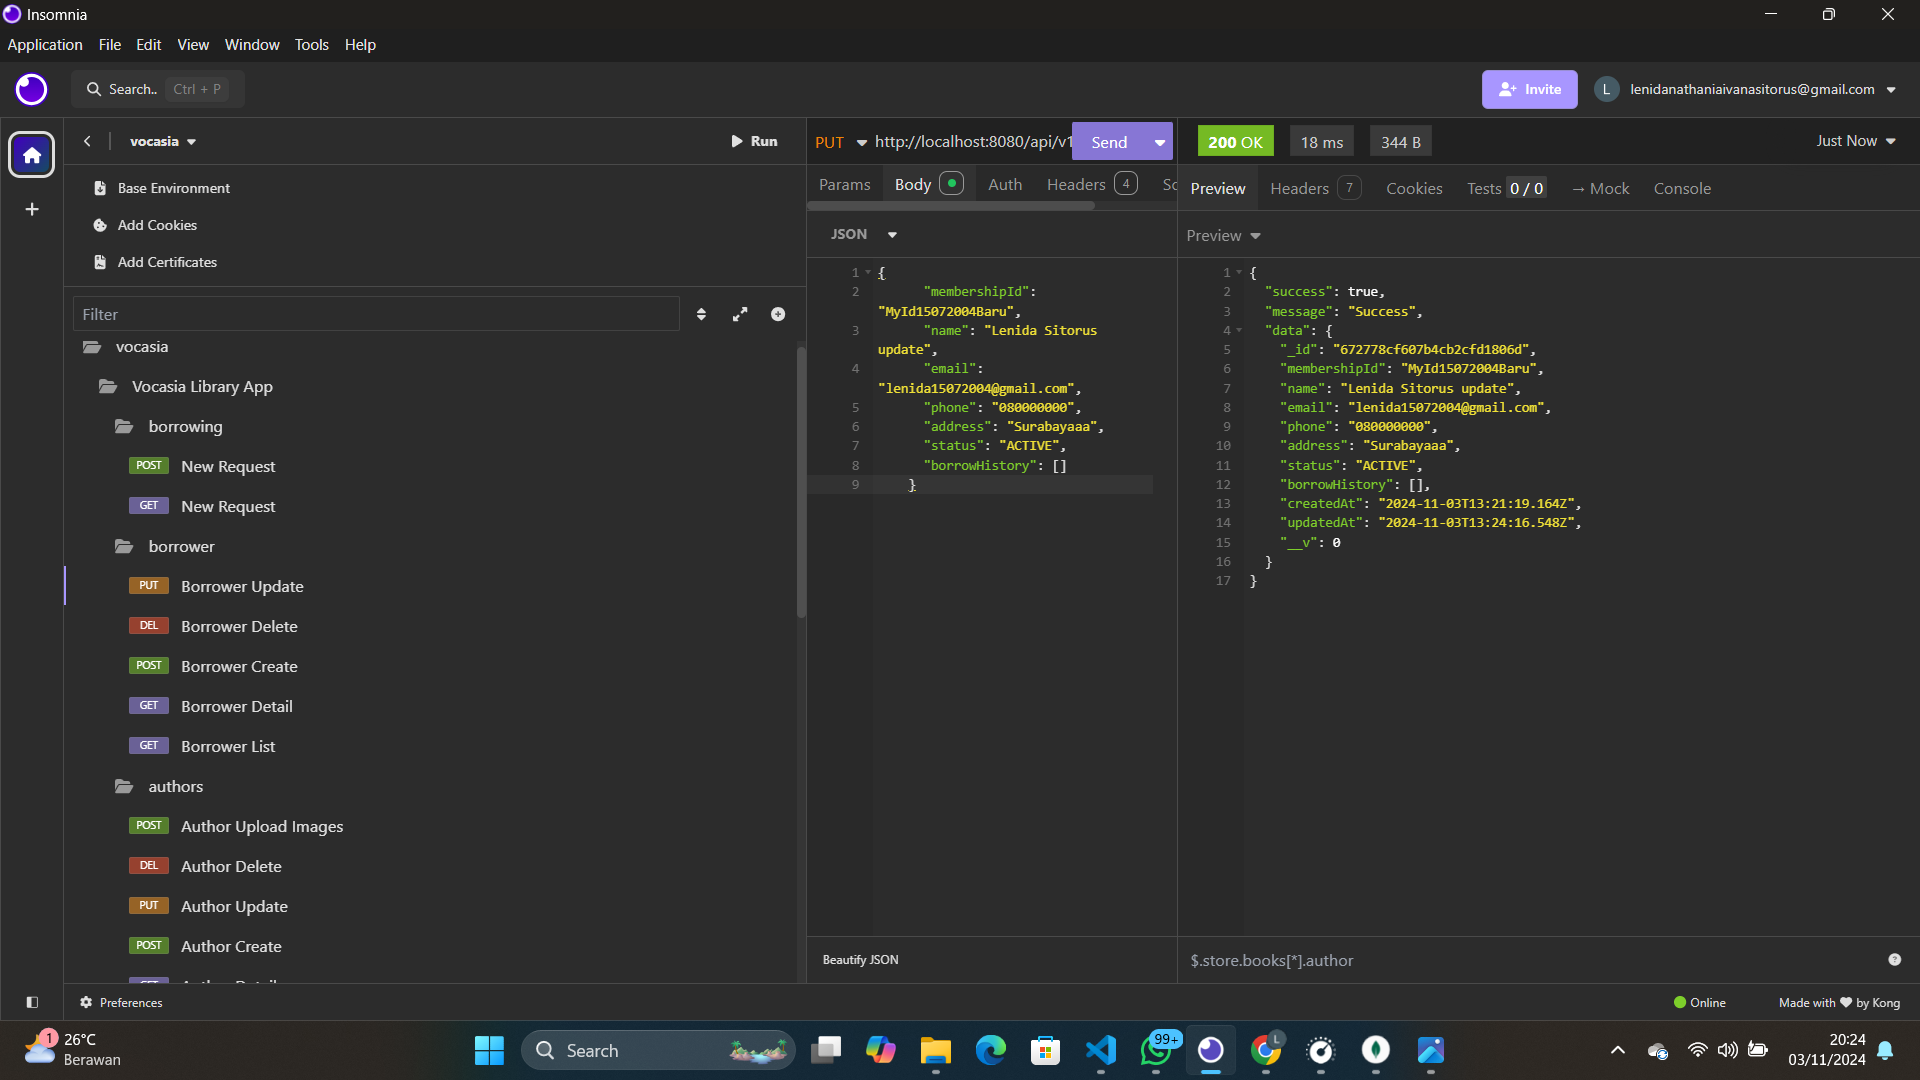 Insomnia
Application File Edit View Window Tools Help
Search.. Ctrl + P
Invite
L lenidanathaniaivanasitorus@gmail.com
vocasia
Run
Base Environment
Add Cookies
Add Certificates
Filter
vocasia
Vocasia Library App
borrowing
POST New Request
GET New Request
borrower
PUT Borrower Update
DEL Borrower Delete
POST Borrower Create
GET Borrower Detail
GET Borrower List
authors
POST Author Upload Images
DEL Author Delete
PUT Author Update
POST Author Create
Preferences
PUT http://localhost:8080/api/v1 Send
Params Body Auth Headers 4 Sc
JSON
1 {
2 "membershipId":
"MyId15072004Baru",
3 "name": "Lenida Sitorus
update",
4 "email":
"lenida15072004@gmail.com",
5 "phone": "080000000",
6 "address": "Surabayaaa",
7 "status": "ACTIVE",
8 "borrowHistory": []
9 }
Beautify JSON
200 OK 18 ms 344 B Just Now
Preview Headers 7 Cookies Tests 0 / 0 → Mock Console
Preview
1 {
2 "success": true,
3 "message": "Success",
4 "data": {
5 "_id": "672778cf607b4cb2cfd1806d",
6 "membershipId": "MyId15072004Baru",
7 "name": "Lenida Sitorus update",
8 "email": "lenida15072004@gmail.com",
9 "phone": "080000000",
10 "address": "Surabayaaa",
11 "status": "ACTIVE",
12 "borrowHistory": [],
13 "createdAt": "2024-11-03T13:21:19.164Z",
14 "updatedAt": "2024-11-03T13:24:16.548Z",
15 "__v": 0
16 }
17 }
$.store.books[*].author
Online
Made with ♥ by Kong
1
26°C
Berawan
Search
99+
L
20:24
03/11/2024